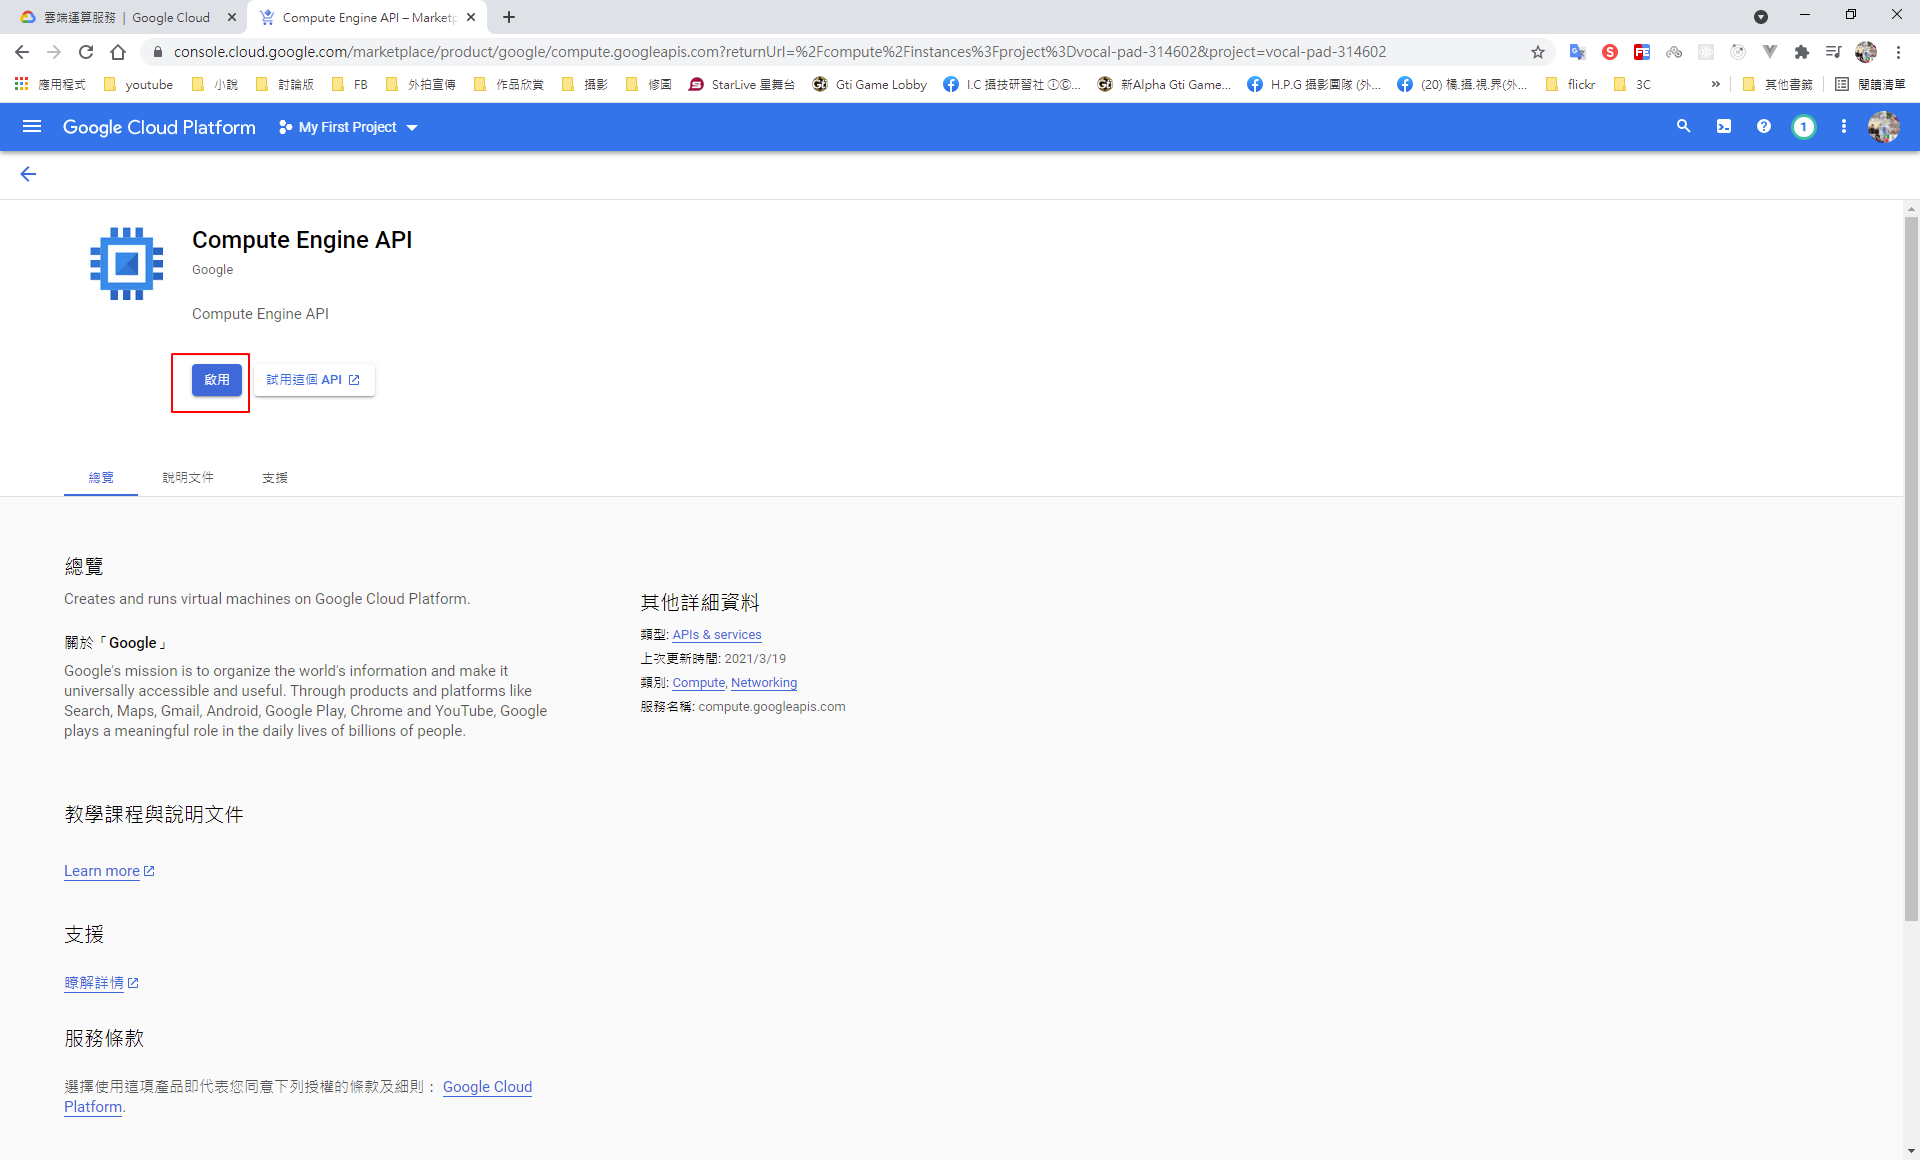 雲端運算服務 | Google Cloud
Compute Engine API – Marketp
console.cloud.google.com/marketplace/product/google/compute.googleapis.com?returnUrl=%2Fcompute%2Finstances%3Fproject%3Dvocal-pad-314602&project=vocal-pad-314602
應用程式 youtube 小說 討論版 FB 外拍宣傳 作品欣賞 攝影 修圖 StarLive 星舞台 Gti Game Lobby I.C 攝技研習社 ①©... 新Alpha Gti Game... H.P.G 攝影團隊 (外... (20) 橘.攝.視.界(外... flickr 3C » 其他書籤 閱讀清單
Google Cloud Platform My First Project 1
Compute Engine API
Google
Compute Engine API
啟用 試用這個 API
總覽 說明文件 支援
總覽
Creates and runs virtual machines on Google Cloud Platform.
關於「Google」
Google's mission is to organize the world's information and make it
universally accessible and useful. Through products and platforms like
Search, Maps, Gmail, Android, Google Play, Chrome and YouTube, Google
plays a meaningful role in the daily lives of billions of people.
其他詳細資料
類型: APIs & services
上次更新時間: 2021/3/19
類別: Compute, Networking
服務名稱: compute.googleapis.com
教學課程與說明文件
Learn more
支援
瞭解詳情
服務條款
選擇使用這項產品即代表您同意下列授權的條款及細則： Google Cloud
Platform.